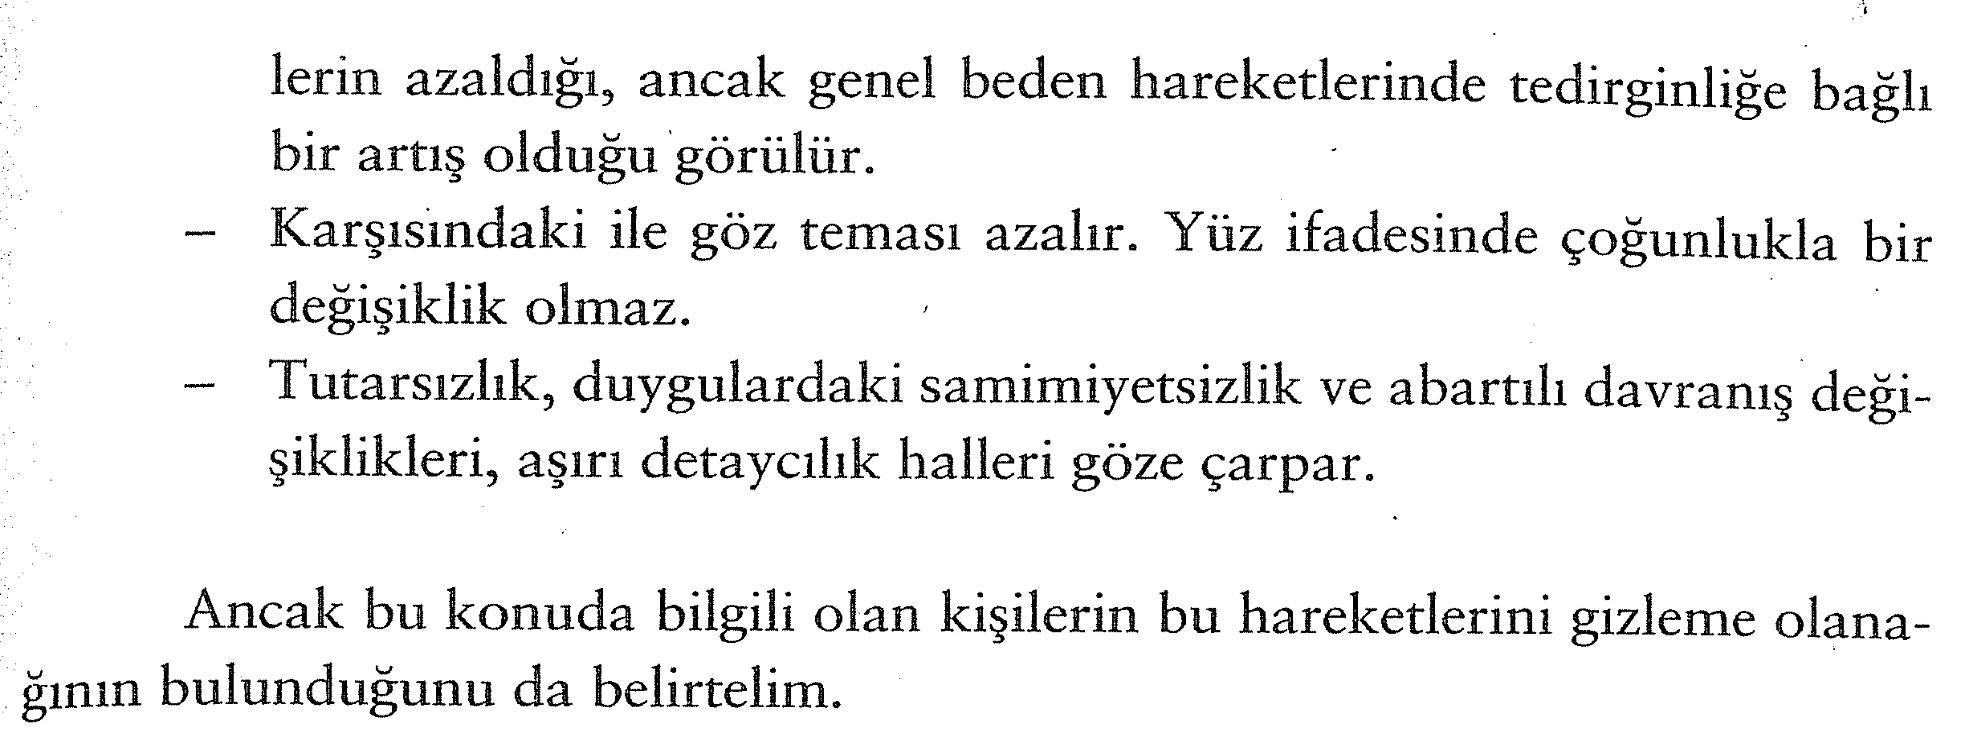 lerin azaldığı, ancak genel beden hareketlerinde tedirginliğe bağlı
bir artış olduğu görülür.
– Karşısındaki ile göz teması azalır. Yüz ifadesinde çoğunlukla bir
değişiklik olmaz.
– Tutarsızlık, duygulardaki samimiyetsizlik ve abartılı davranış deği-
şiklikleri, aşırı detaycılık halleri göze çarpar.
Ancak bu konuda bilgili olan kişilerin bu hareketlerini gizleme olana-
ğının bulunduğunu da belirtelim.